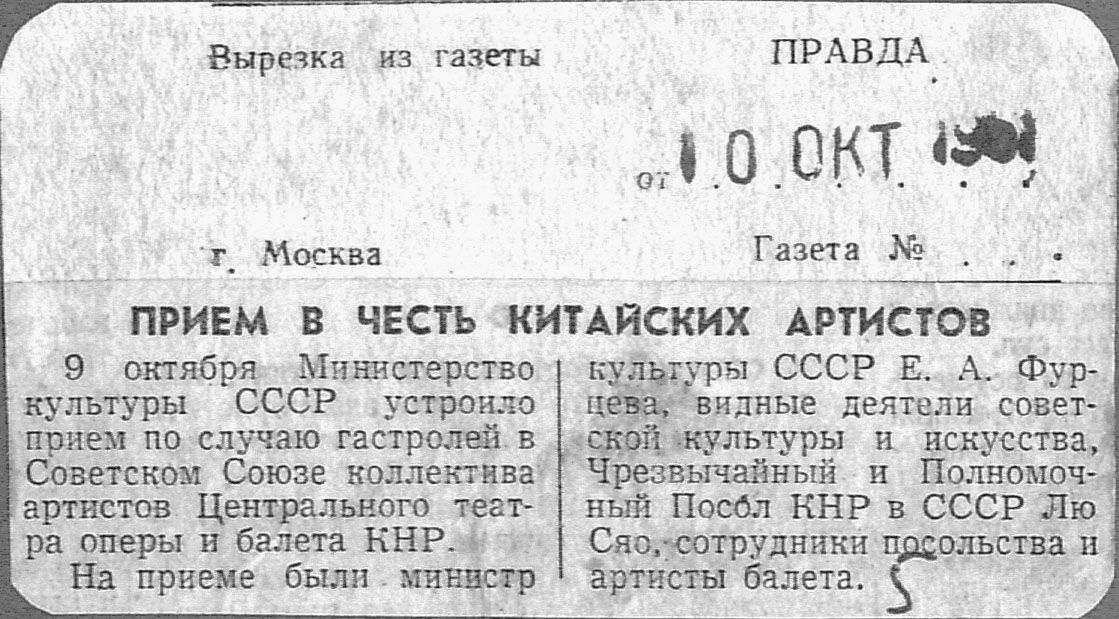 Вырезка из газеты
ПРАВДА
от 10 ОКТ
г. Москва
Газета № . . .
ПРИЕМ В ЧЕСТЬ КИТАЙСКИХ АРТИСТОВ
9 октября Министерство
культуры СССР устроило
прием по случаю гастролей в
Советском Союзе коллектива
артистов Центрального теат-
ра оперы и балета КНР.
На приеме были министр
культуры СССР Е. А. Фур-
цева, видные деятели совет-
ской культуры и искусства,
Чрезвычайный и Полномоч-
ный Посол КНР в СССР Лю
Сяо, сотрудники посольства и
артисты балета.
5